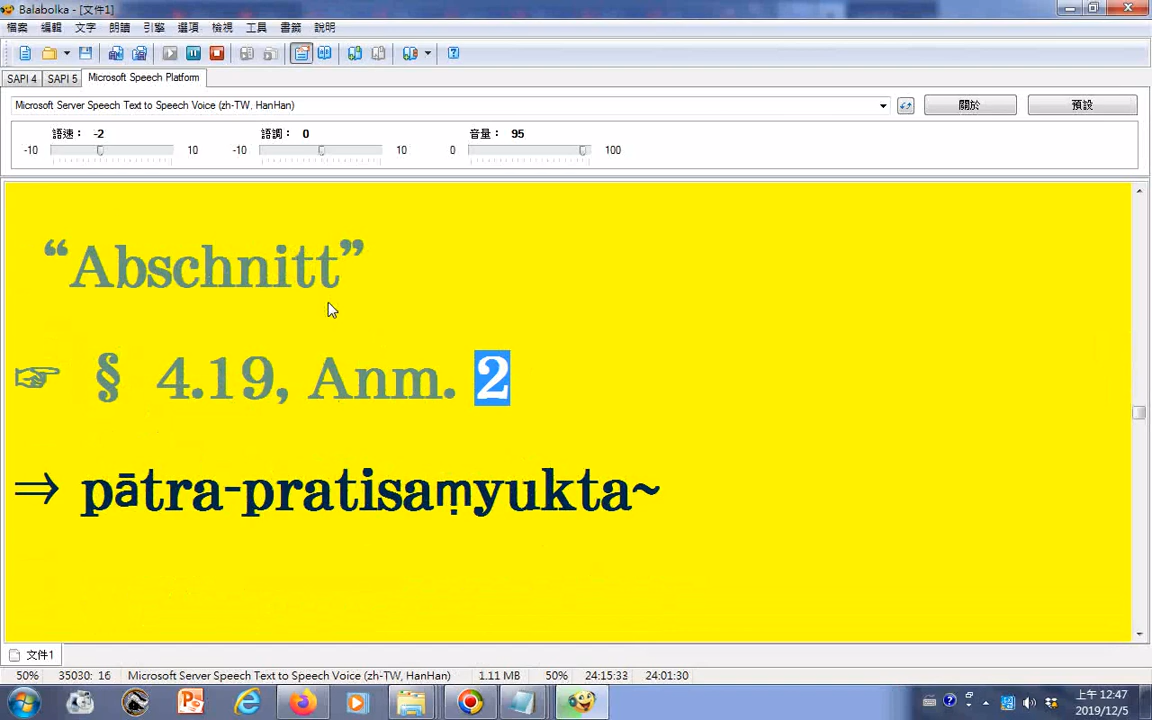 Balabolka - [文件1]
檔案 編輯 文字 朗讀 引擎 選項 檢視 工具 書籤 說明
SAPI 4 SAPI 5 Microsoft Speech Platform
Microsoft Server Speech Text to Speech Voice (zh-TW, HanHan) 關於 預設
語速： -2 語調： 0 音量： 95
-10 10 -10 10 0 100
“Abschnitt”
☞ § 4.19, Anm. 2
⇒ pātra-pratisaṃyukta~
文件1
50% 35030: 16 Microsoft Server Speech Text to Speech Voice (zh-TW, HanHan) 1.11 MB 50% 24:15:33 24:01:30
上午 12:47
2019/12/5